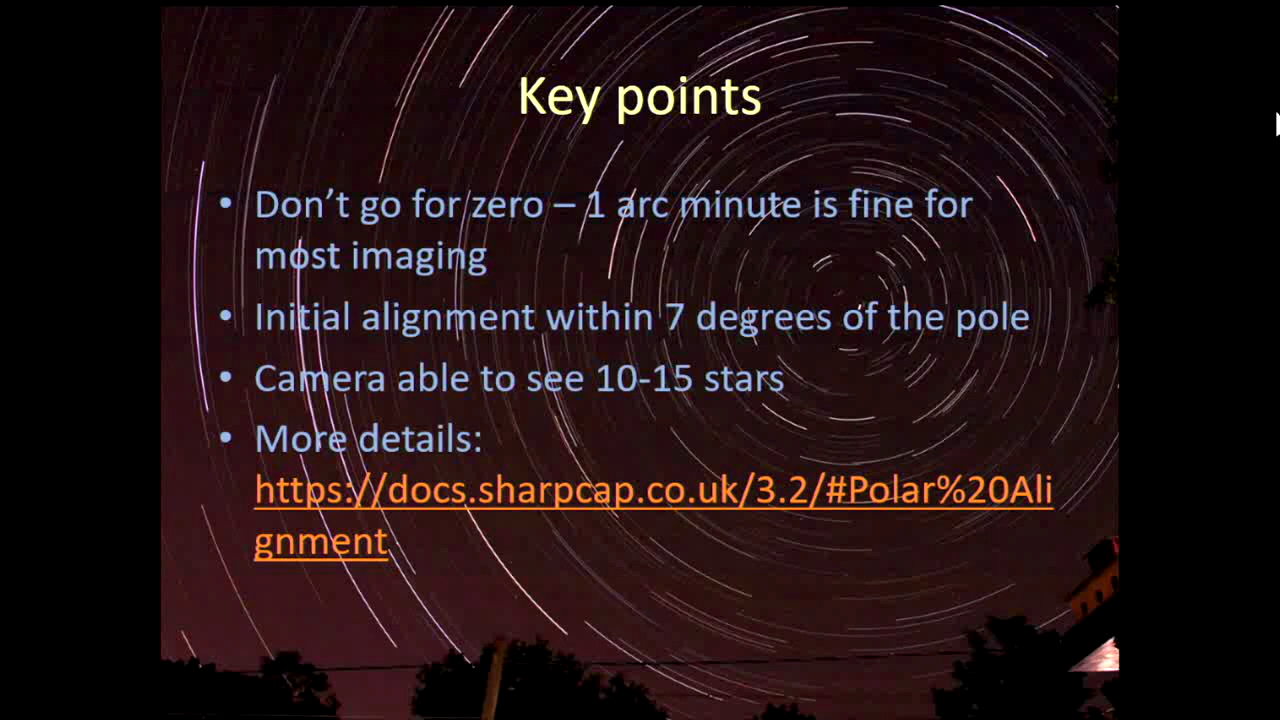 Key points
• Don’t go for zero – 1 arc minute is fine for
most imaging
• Initial alignment within 7 degrees of the pole
• Camera able to see 10-15 stars
• More details:
https://docs.sharpcap.co.uk/3.2/#Polar%20Ali
gnment